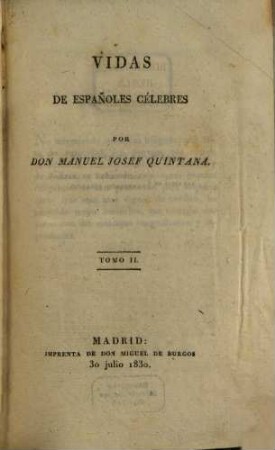 VIDAS
DE ESPAÑOLES CÉLEBRES
POR
DON MANUEL JOSEF QUINTANA.
TOMO II.
MADRID:
IMPRENTA DE DON MIGUEL DE BURGOS
30 julio 1830.